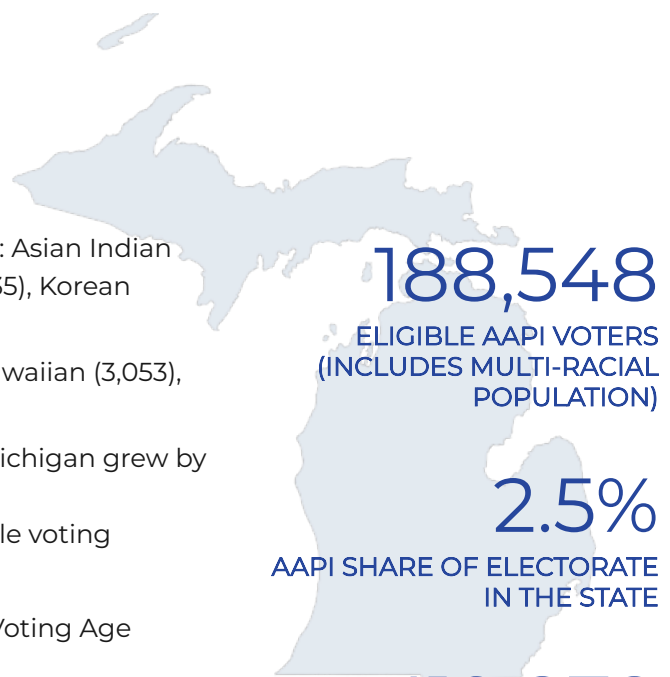 : Asian Indian
35), Korean
waiian (3,053),
ichigan grew by
le voting
Voting Age
188,548
ELIGIBLE AAPI VOTERS
(INCLUDES MULTI-RACIAL
POPULATION)
2.5%
AAPI SHARE OF ELECTORATE
IN THE STATE